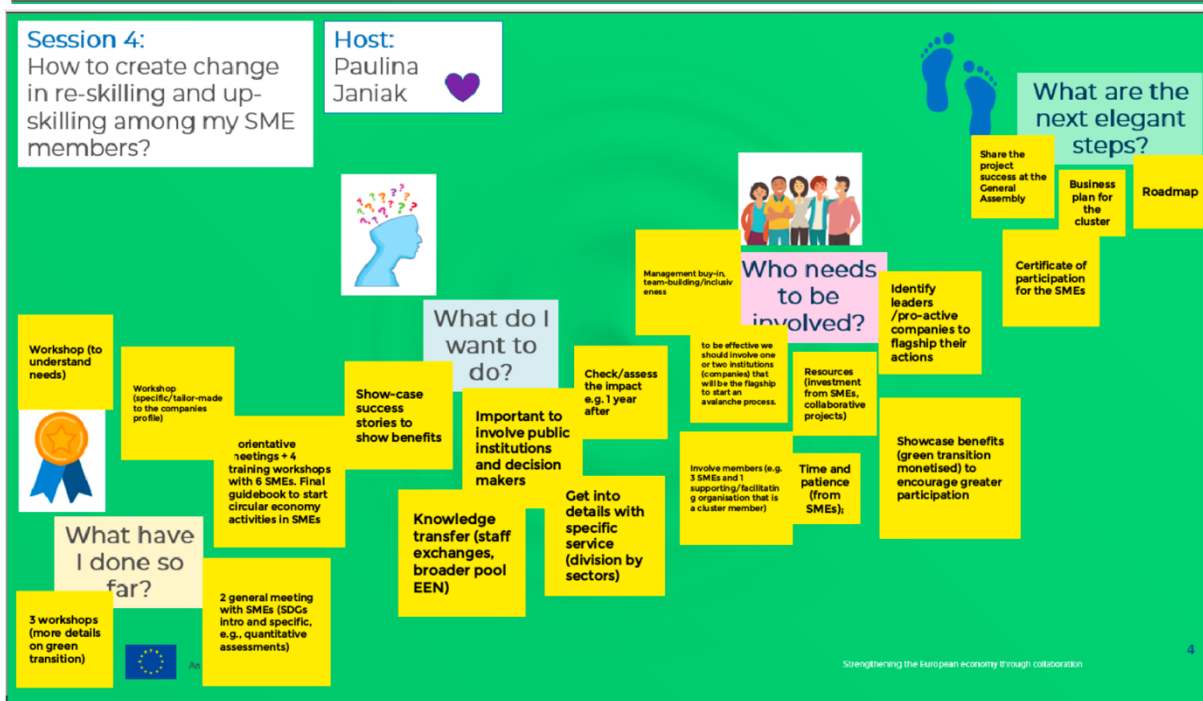 Session 4:
How to create change
in re-skilling and up-
skilling among my SME
members?
Host:
Paulina
Janiak
What are the
next elegant
steps?
Share the
project
success at the
General
Assembly
Business
plan for
the
cluster
Roadmap
Certificate of
participation
for the SMEs
Who needs
to be
involved?
Management buy-in,
team-building/inclusiv
eness
Identify
leaders
/pro-active
companies to
flagship their
actions
to be effective we
should involve one
or two institutions
(companies) that
will be the flagship
to start an
avalanche process.
Resources
(investment
from SMEs,
collaborative
projects)
Involve members (e.g.
3 SMEs and 1
supporting/facilitatin
g organisation that is
a cluster member)
Time and
patience
(from
SMEs);
Showcase benefits
(green transition
monetised) to
encourage greater
participation
What do I
want to
do?
Show-case
success
stories to
show benefits
Important to
involve public
institutions
and decision
makers
Check/assess
the impact
e.g. 1 year
after
Knowledge
transfer (staff
exchanges,
broader pool
EEN)
Get into
details with
specific
service
(division by
sectors)
Workshop (to
understand
needs)
Workshop
(specific/tailor-made
to the companies
profile)
orientative
meetings + 4
training workshops
with 6 SMEs. Final
guidebook to start
circular economy
activities in SMEs
What have
I done so
far?
3 workshops
(more details
on green
transition)
2 general meeting
with SMEs (SDGs
intro and specific,
e.g., quantitative
assessments)
An
Strengthening the European economy through collaboration
4